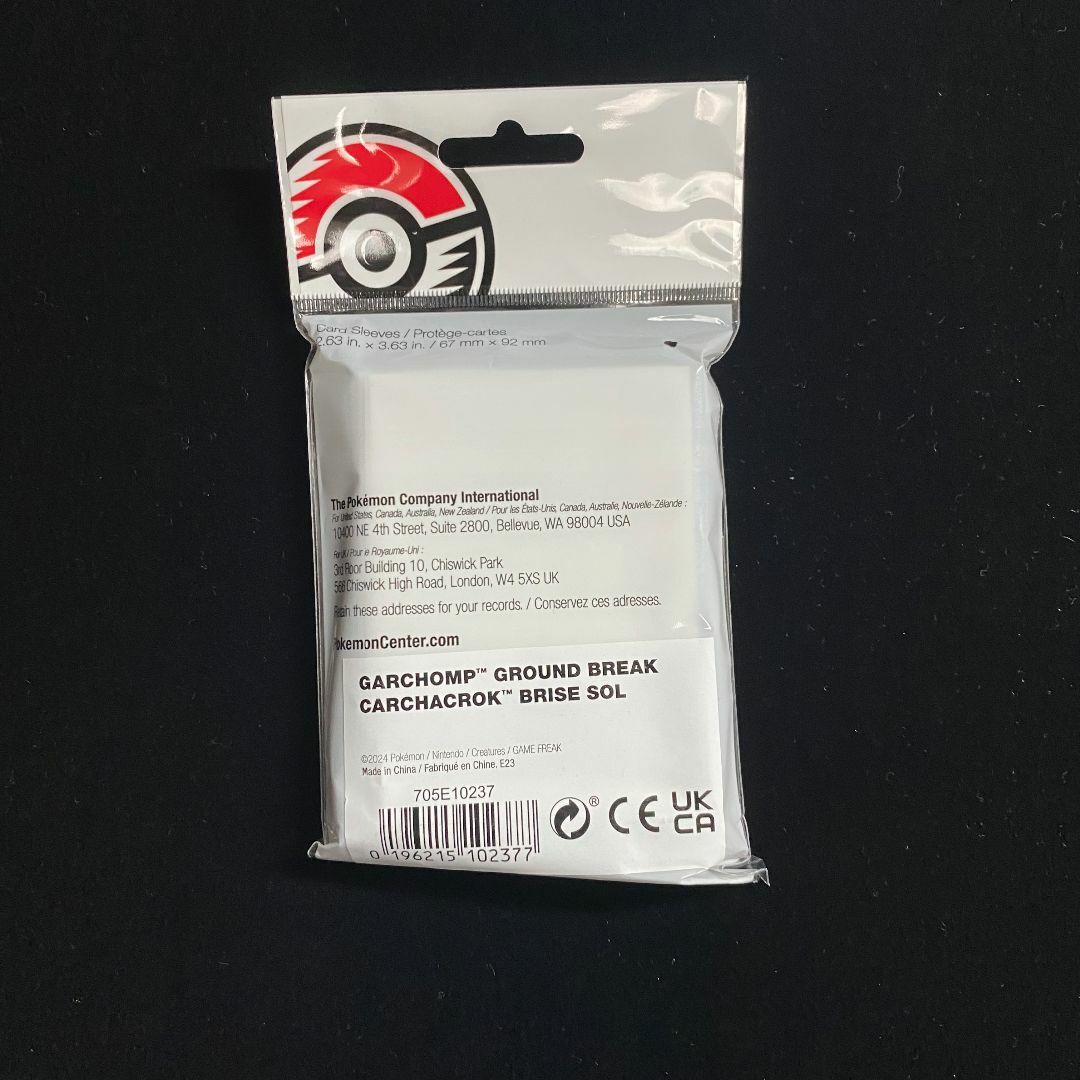 Card Sleeves / Protège-cartes
2.63 in. × 3.63 in. / 67 mm × 92 mm
The Pokémon Company International
For United States, Canada, Australia, New Zealand / Pour les États-Unis, Canada, Australie, Nouvelle-Zélande :
10400 NE 4th Street, Suite 2800, Bellevue, WA 98004 USA
For UK / Pour le Royaume-Uni :
3rd Floor Building 10, Chiswick Park
566 Chiswick High Road, London, W4 5XS UK
Retain these addresses for your records. / Conservez ces adresses.
PokemonCenter.com
GARCHOMP™ GROUND BREAK
CARCHACROK™ BRISE SOL
©2024 Pokémon / Nintendo / Creatures / GAME FREAK
Made in China / Fabriqué en Chine. E23
705E10237
0 196215 102377
® CE UK
CA